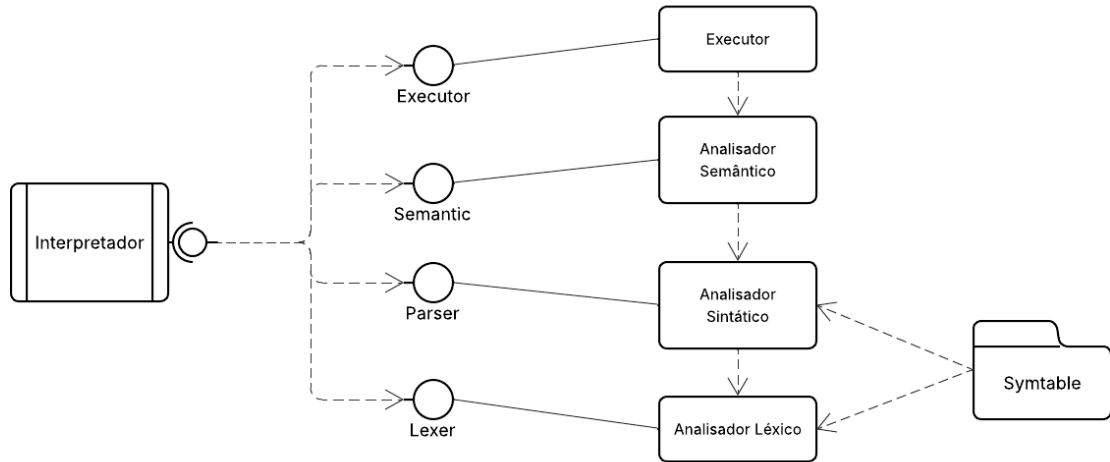 Executor
Executor
Analisador
Semântico
Semantic
Interpretador
Analisador
Sintático
Parser
Symtable
Analisador Léxico
Lexer